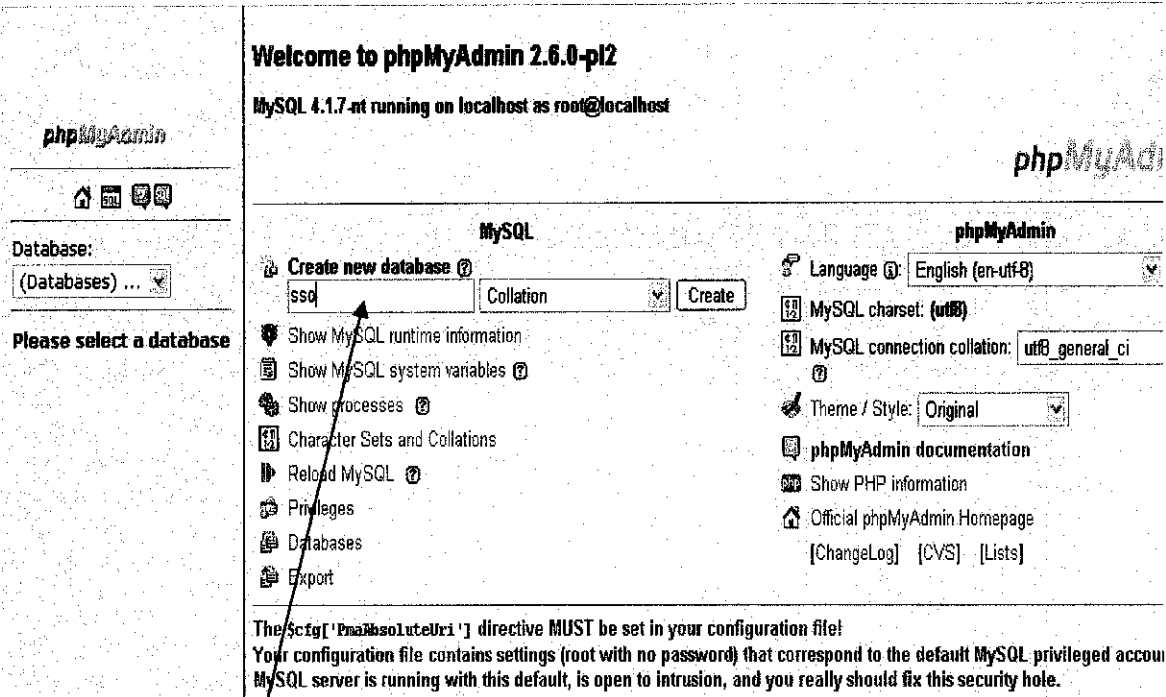 phpMyAdmin
Database:
(Databases) ...
Please select a database
Welcome to phpMyAdmin 2.6.0-pl2
MySQL 4.1.7-nt running on localhost as root@localhost
phpMyAd
MySQL
Create new database
sso
Collation
Create
Show MySQL runtime information
Show MySQL system variables
Show processes
Character Sets and Collations
Reload MySQL
Privileges
Databases
Export
phpMyAdmin
Language: English (en-utf-8)
MySQL charset: (utf8)
MySQL connection collation: utf8_general_ci
Theme / Style: Original
phpMyAdmin documentation
Show PHP information
Official phpMyAdmin Homepage
[ChangeLog] [CVS] [Lists]
The $cfg['PmaAbsoluteUri'] directive MUST be set in your configuration file!
Your configuration file contains settings (root with no password) that correspond to the default MySQL privileged accou
MySQL server is running with this default, is open to intrusion, and you really should fix this security hole.